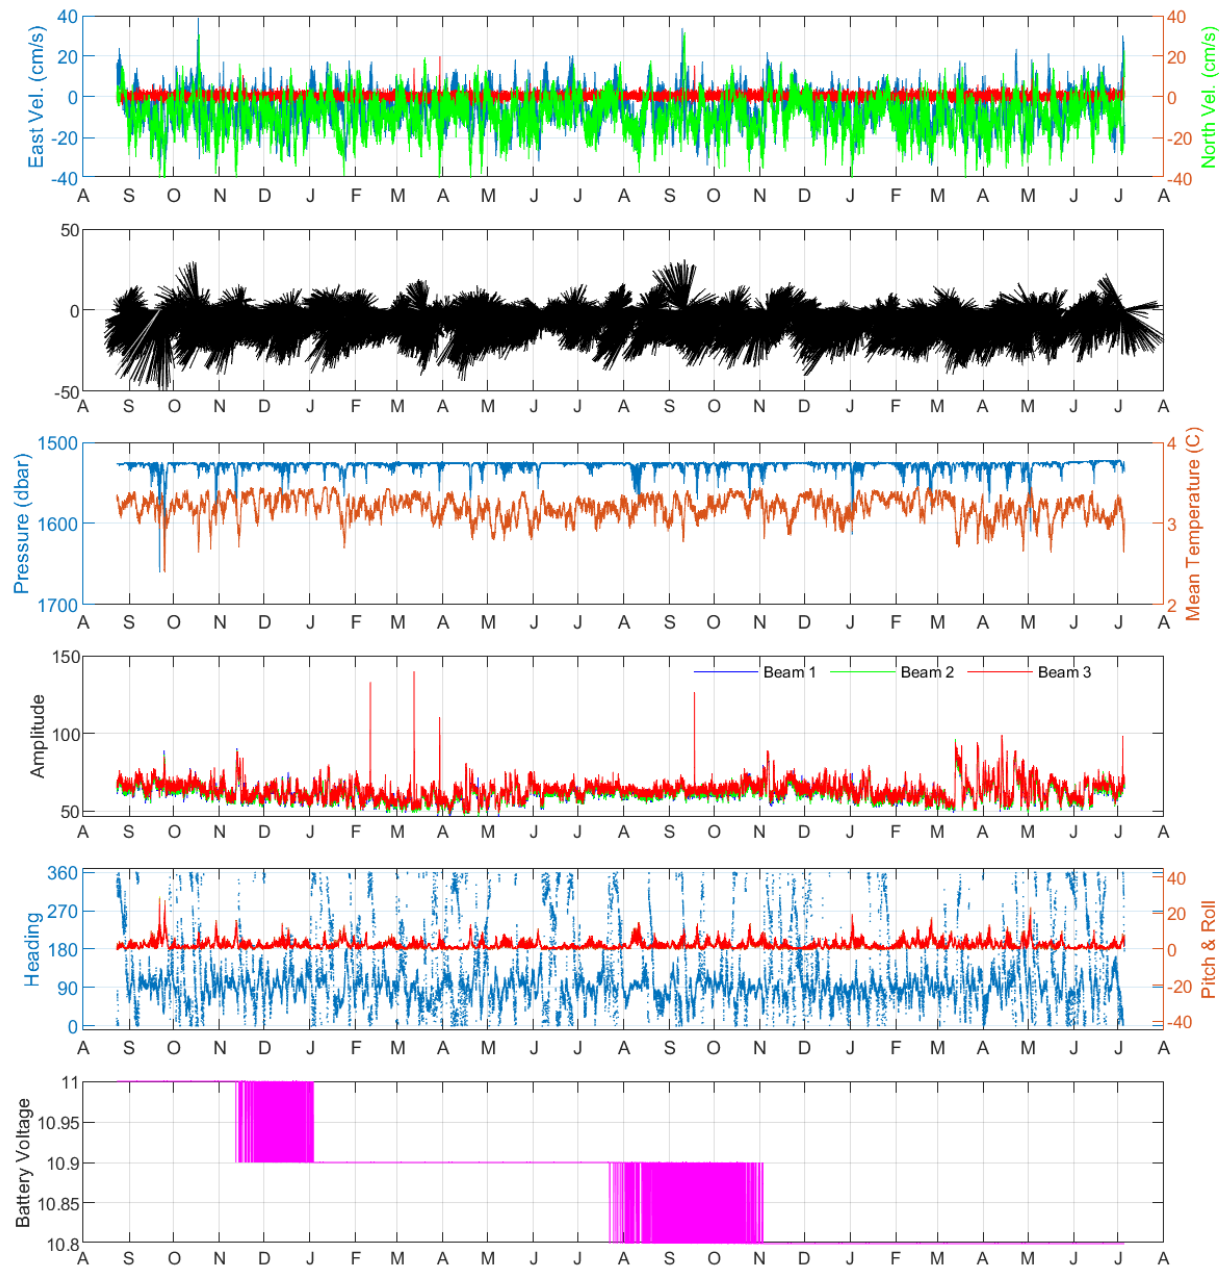 40
20
0
-20
-40
East Vel. (cm/s)
40
20
0
-20
-40
North Vel. (cm/s)
A S O N D J F M A M J J A S O N D J F M A M J J A
50
0
-50
A S O N D J F M A M J J A S O N D J F M A M J J A
1500
1600
1700
Pressure (dbar)
4
3
2
Mean Temperature (C)
A S O N D J F M A M J J A S O N D J F M A M J J A
150
100
50
Amplitude
Beam 1 Beam 2 Beam 3
A S O N D J F M A M J J A S O N D J F M A M J J A
360
270
180
90
0
Heading
40
20
0
-20
-40
Pitch & Roll
A S O N D J F M A M J J A S O N D J F M A M J J A
11
10.95
10.9
10.85
10.8
Battery Voltage
A S O N D J F M A M J J A S O N D J F M A M J J A